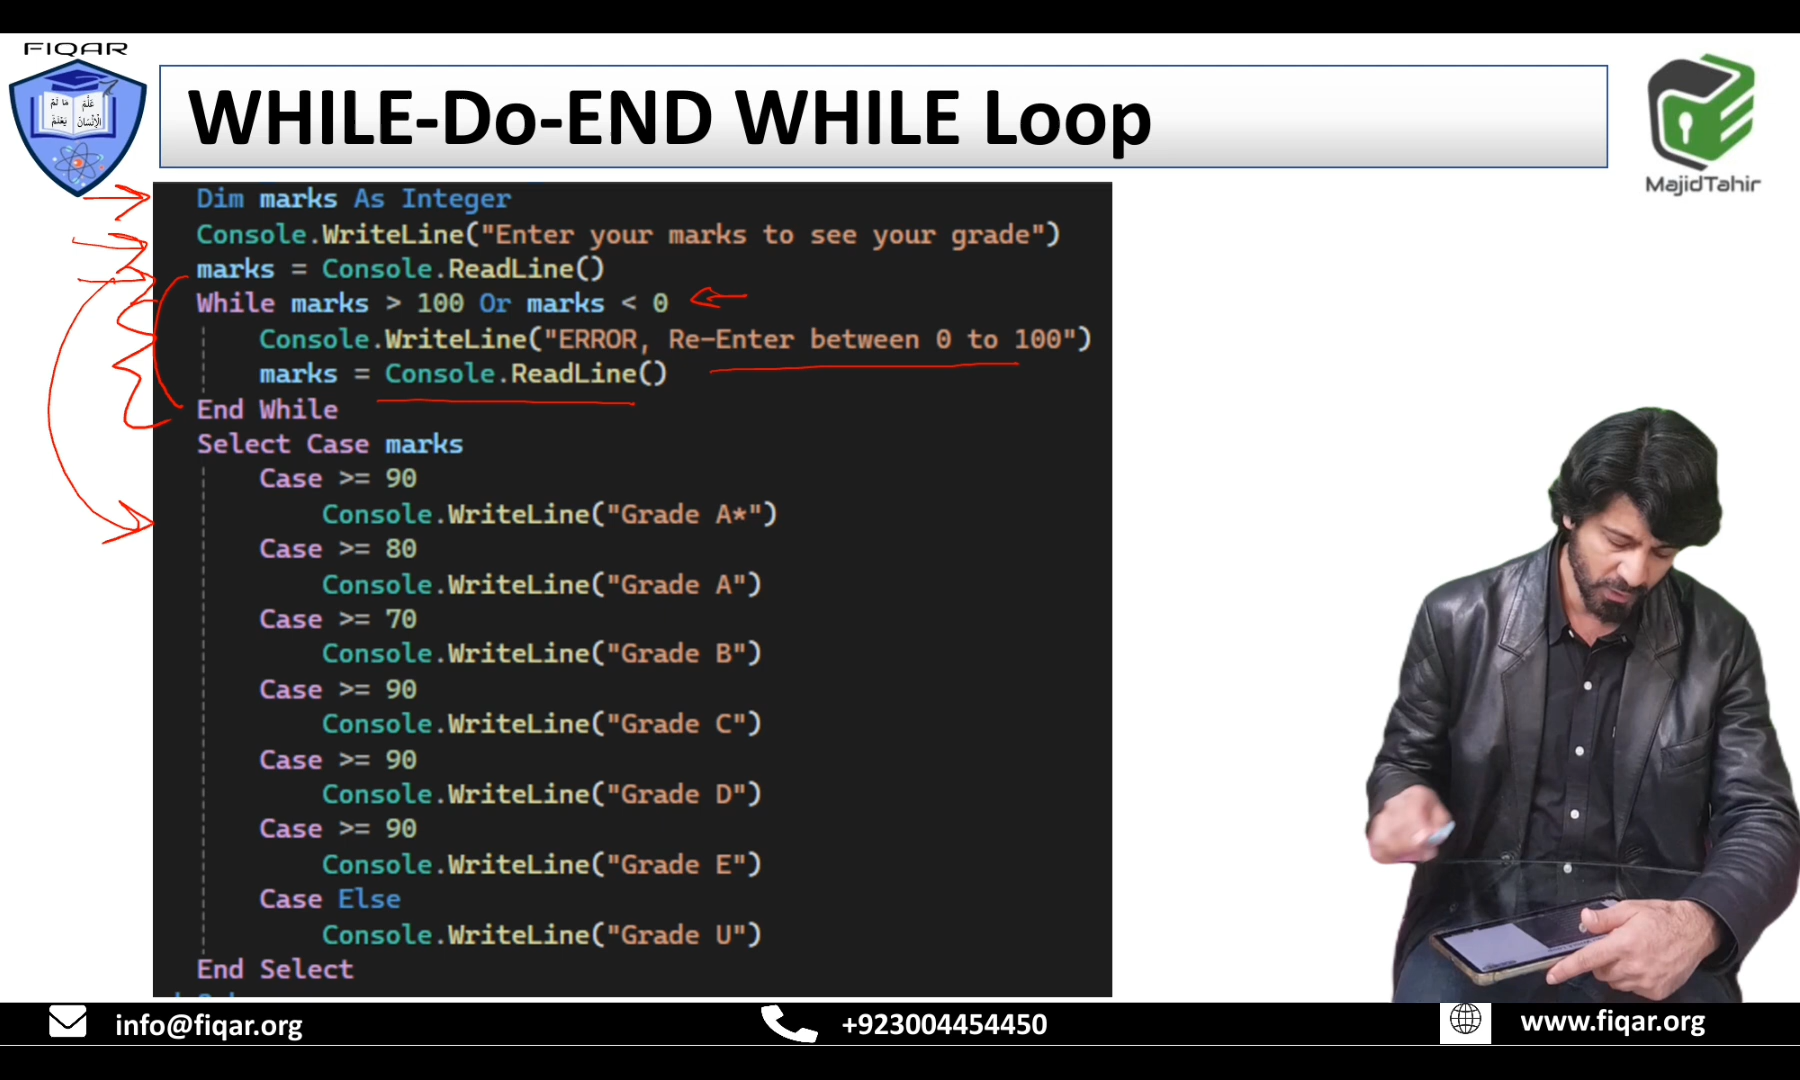 FIQAR
عَلَّمَ
الْإِنْسَانَ
مَا لَمْ
يَعْلَمْ
WHILE-Do-END WHILE Loop
MajidTahir
Dim marks As Integer
Console.WriteLine("Enter your marks to see your grade")
marks = Console.ReadLine()
While marks > 100 Or marks < 0
Console.WriteLine("ERROR, Re-Enter between 0 to 100")
marks = Console.ReadLine()
End While
Select Case marks
Case >= 90
Console.WriteLine("Grade A*")
Case >= 80
Console.WriteLine("Grade A")
Case >= 70
Console.WriteLine("Grade B")
Case >= 90
Console.WriteLine("Grade C")
Case >= 90
Console.WriteLine("Grade D")
Case >= 90
Console.WriteLine("Grade E")
Case Else
Console.WriteLine("Grade U")
End Select
info@fiqar.org
+923004454450
www.fiqar.org